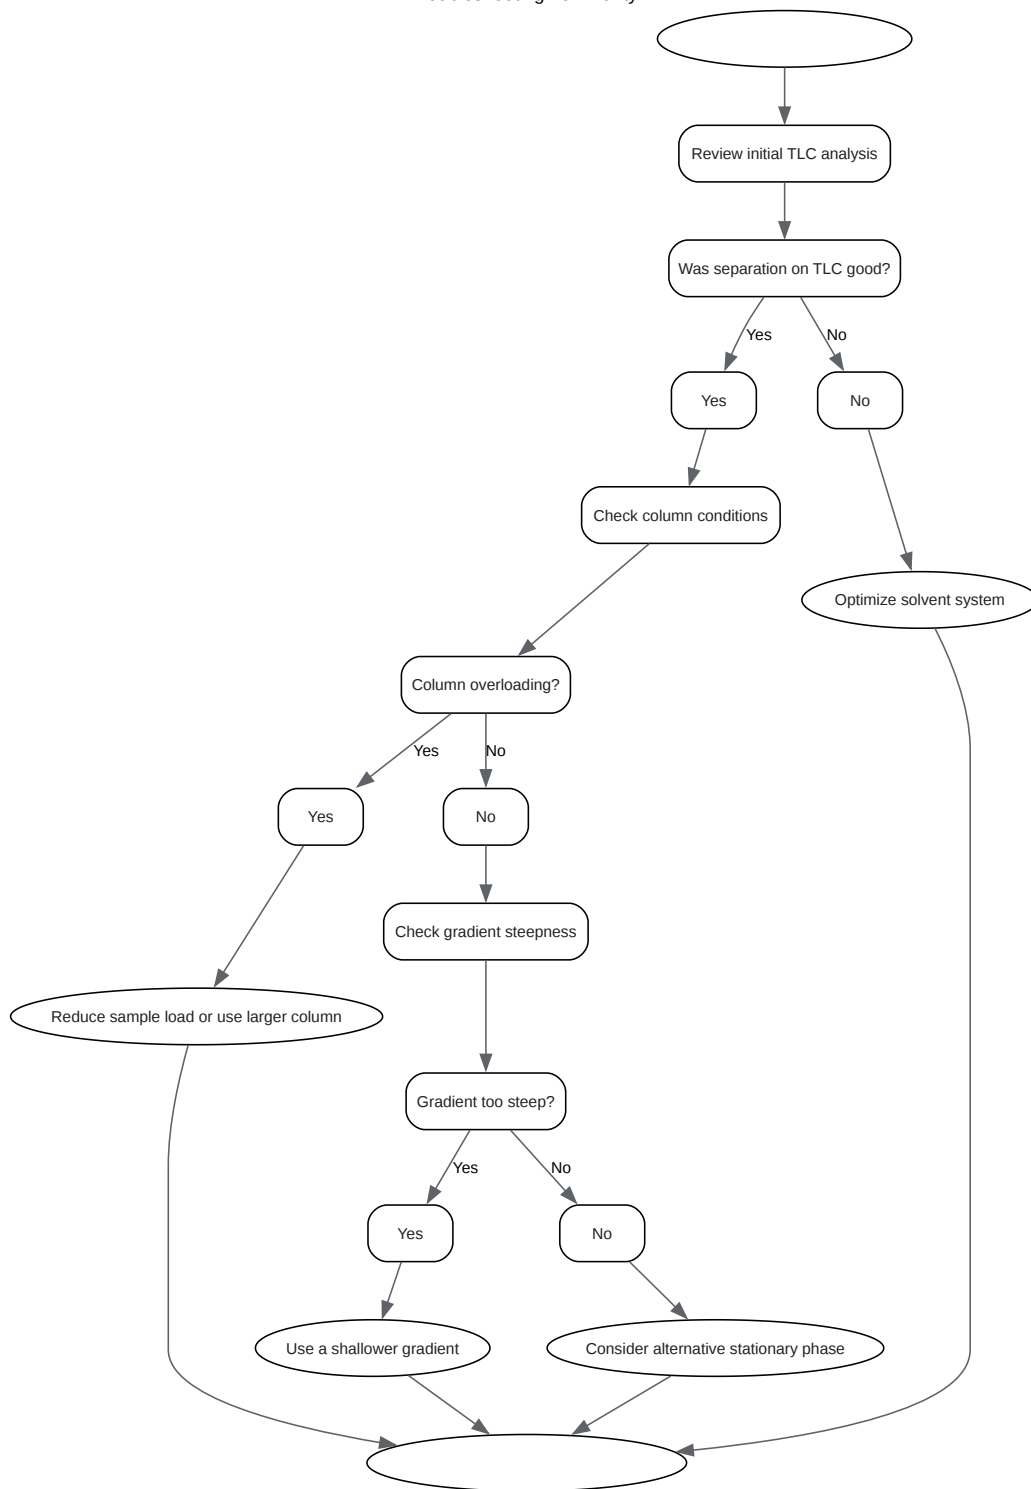 Review initial TLC analysis
Was separation on TLC good?
Yes
No
Yes
No
Check column conditions
Optimize solvent system
Column overloading?
Yes
No
Yes
No
Check gradient steepness
Reduce sample load or use larger column
Gradient too steep?
Yes
No
Yes
No
Use a shallower gradient
Consider alternative stationary phase